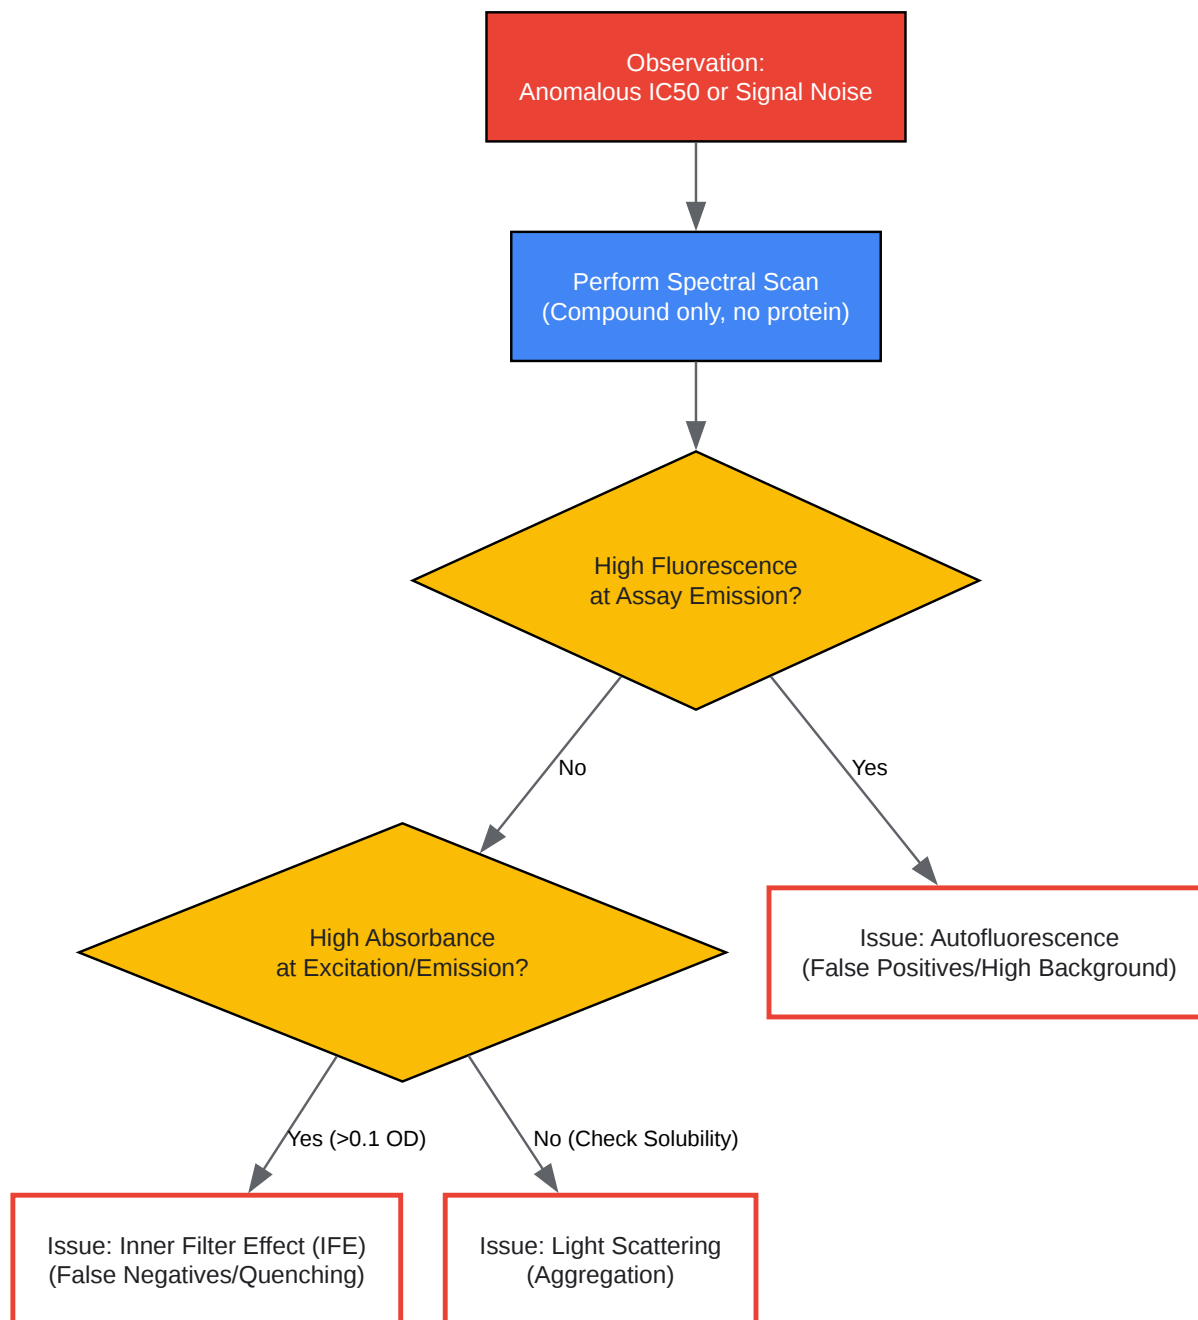 Observation:
Anomalous IC50 or Signal Noise
Perform Spectral Scan
(Compound only, no protein)
High Fluorescence
at Assay Emission?
No
Yes
High Absorbance
at Excitation/Emission?
Issue: Autofluorescence
(False Positives/High Background)
Yes (>0.1 OD)
No (Check Solubility)
Issue: Inner Filter Effect (IFE)
(False Negatives/Quenching)
Issue: Light Scattering
(Aggregation)